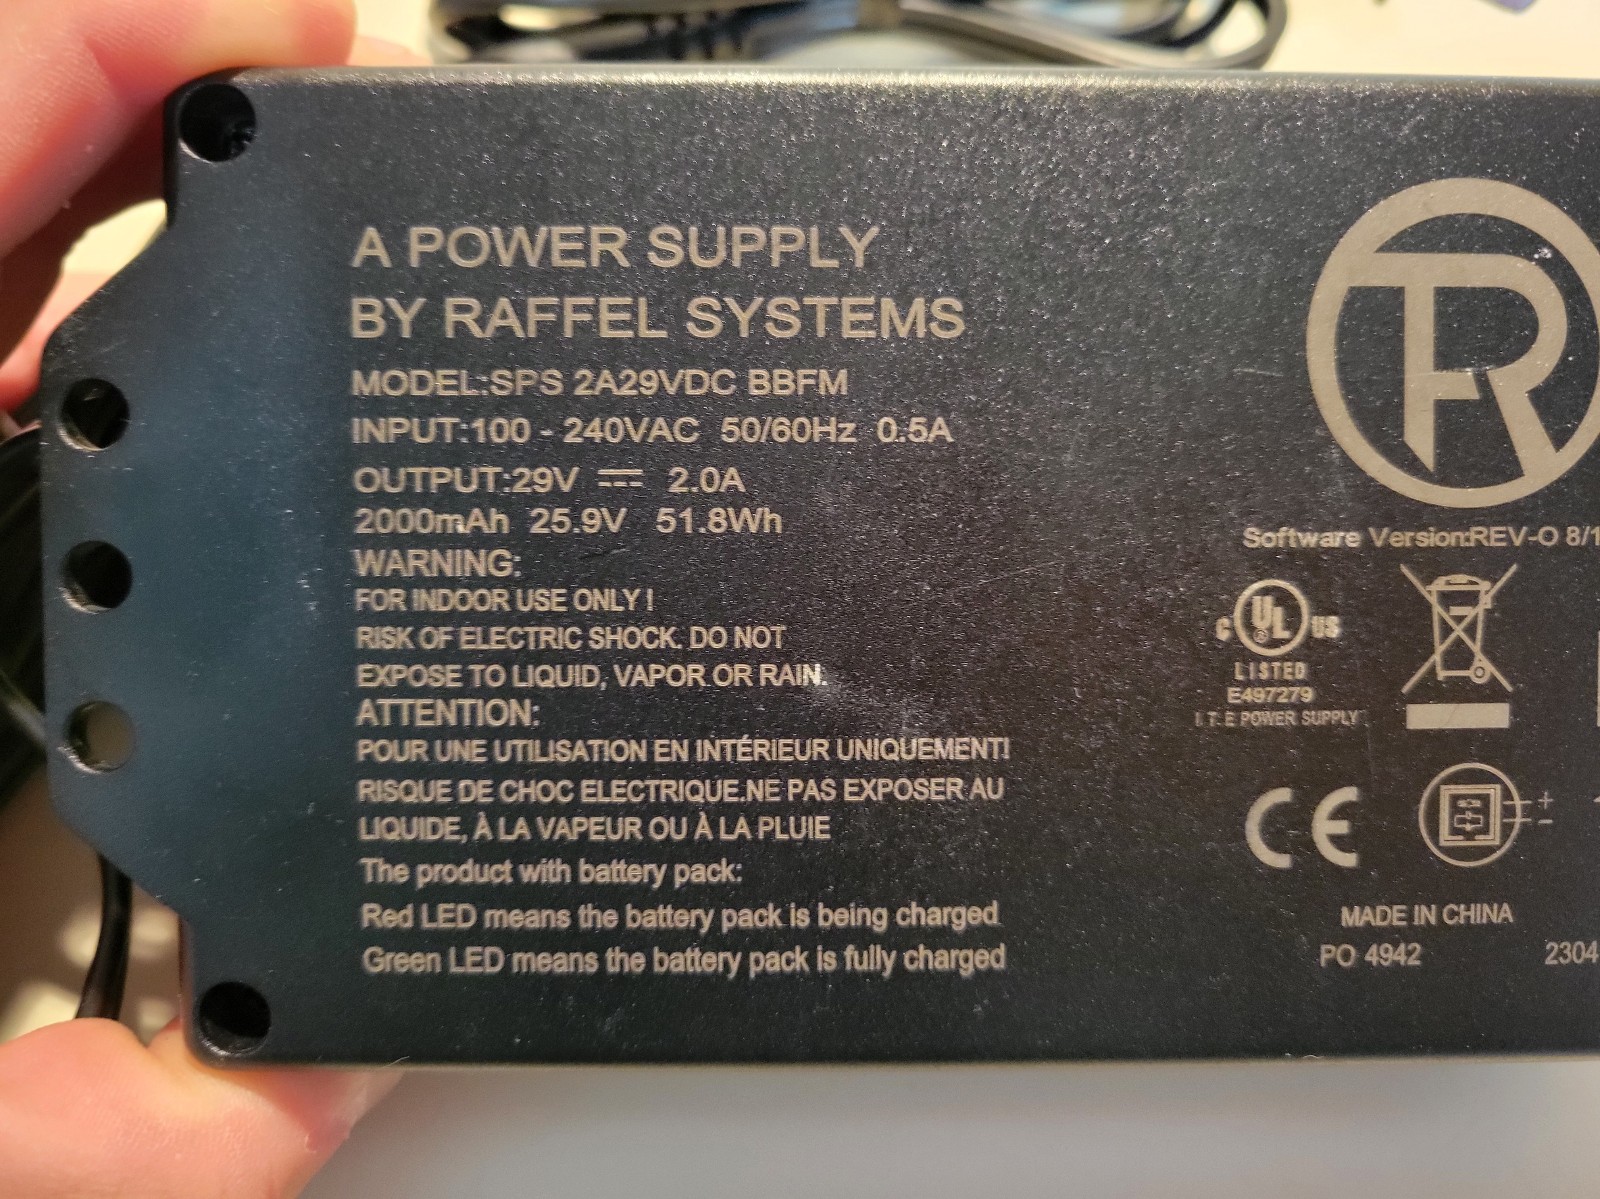 A POWER SUPPLY
BY RAFFEL SYSTEMS
MODEL:SPS 2A29VDC BBFM
INPUT:100 - 240VAC 50/60Hz 0.5A
OUTPUT:29V ⎓ 2.0A
2000mAh 25.9V 51.8Wh
WARNING:
FOR INDOOR USE ONLY !
RISK OF ELECTRIC SHOCK. DO NOT
EXPOSE TO LIQUID, VAPOR OR RAIN.
ATTENTION:
POUR UNE UTILISATION EN INTÉRIEUR UNIQUEMENT!
RISQUE DE CHOC ELECTRIQUE.NE PAS EXPOSER AU
LIQUIDE, À LA VAPEUR OU À LA PLUIE
The product with battery pack:
Red LED means the battery pack is being charged
Green LED means the battery pack is fully charged
R
Software Version:REV-O 8/1
C UL ® US
LISTED
E497279
I.T.E POWER SUPPLY
CE
+
-
MADE IN CHINA
PO 4942 2304